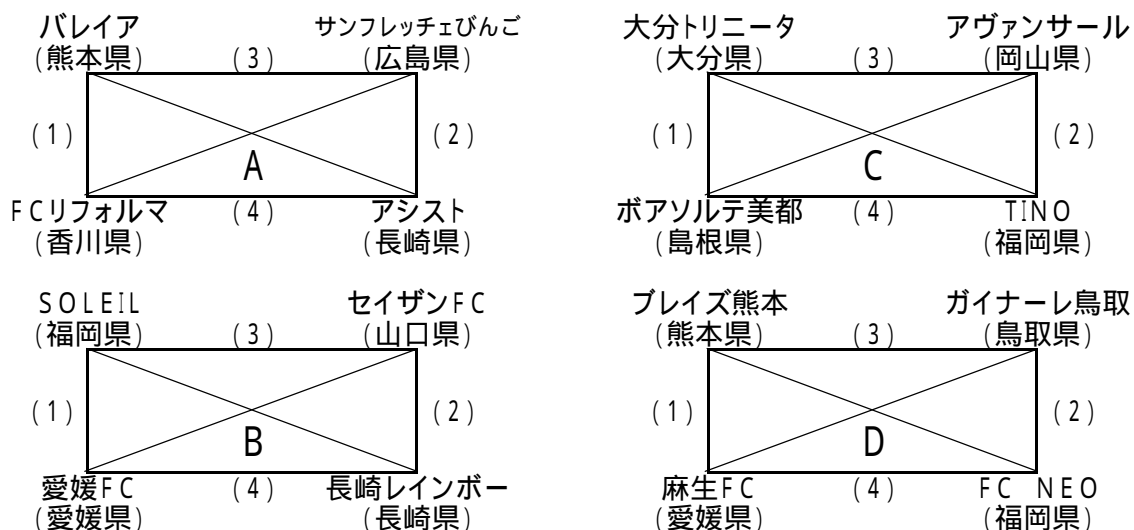 バレイア サンフレッチェびんご 大分トリニータ アヴァンサール
(熊本県) (3) (広島県) (大分県) (3) (岡山県)
(1) (2) (1) (2)
A C
FCリフォルマ (4) アシスト ボアソルテ美都 (4) TINO
(香川県) (長崎県) (島根県) (福岡県)
SOLEIL セイザンFC ブレイズ熊本 ガイナーレ鳥取
(福岡県) (3) (山口県) (熊本県) (3) (鳥取県)
(1) (2) (1) (2)
B D
愛媛FC (4) 長崎レインボー 麻生FC (4) FC NEO
(愛媛県) (長崎県) (愛媛県) (福岡県)